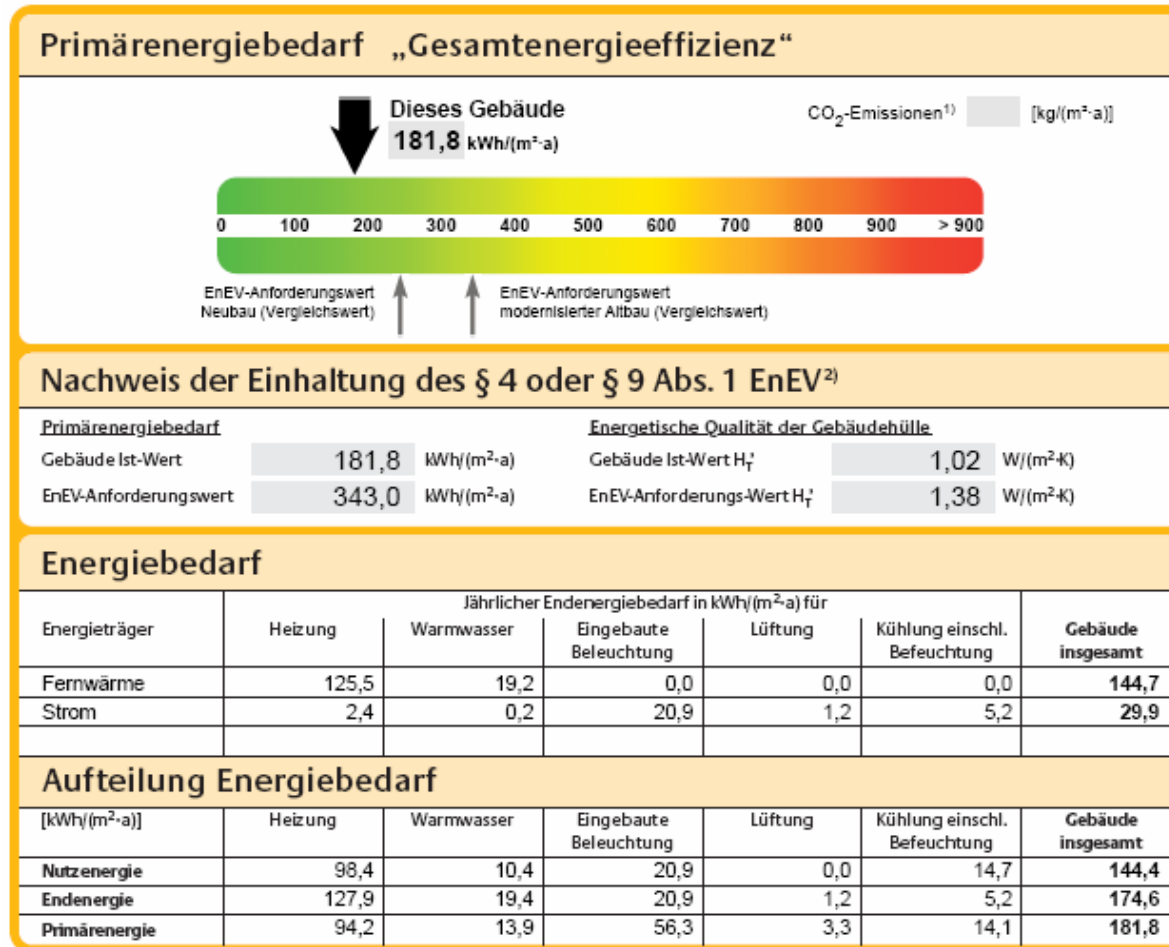 Primärenergiebedarf „Gesamtenergieeffizienz“
Dieses Gebäude
181,8 kWh/(m²·a)
CO₂-Emissionen¹⁾ [kg/(m²·a)]
0 100 200 300 400 500 600 700 800 900 > 900
EnEV-Anforderungswert
Neubau (Vergleichswert)
EnEV-Anforderungswert
modernisierter Altbau (Vergleichswert)
Nachweis der Einhaltung des § 4 oder § 9 Abs. 1 EnEV²⁾
Primärenergiebedarf
Gebäude Ist-Wert 181,8 kWh/(m²·a)
EnEV-Anforderungswert 343,0 kWh/(m²·a)
Energetische Qualität der Gebäudehülle
Gebäude Ist-Wert H_T' 1,02 W/(m²·K)
EnEV-Anforderungs-Wert H_T' 1,38 W/(m²·K)
Energiebedarf
Jährlicher Endenergiebedarf in kWh/(m²·a) für
Energieträger Heizung Warmwasser Eingebaute Beleuchtung Lüftung Kühlung einschl. Befeuchtung Gebäude insgesamt
Fernwärme 125,5 19,2 0,0 0,0 0,0 144,7
Strom 2,4 0,2 20,9 1,2 5,2 29,9
Aufteilung Energiebedarf
[kWh/(m²·a)] Heizung Warmwasser Eingebaute Beleuchtung Lüftung Kühlung einschl. Befeuchtung Gebäude insgesamt
Nutzenergie 98,4 10,4 20,9 0,0 14,7 144,4
Endenergie 127,9 19,4 20,9 1,2 5,2 174,6
Primärenergie 94,2 13,9 56,3 3,3 14,1 181,8